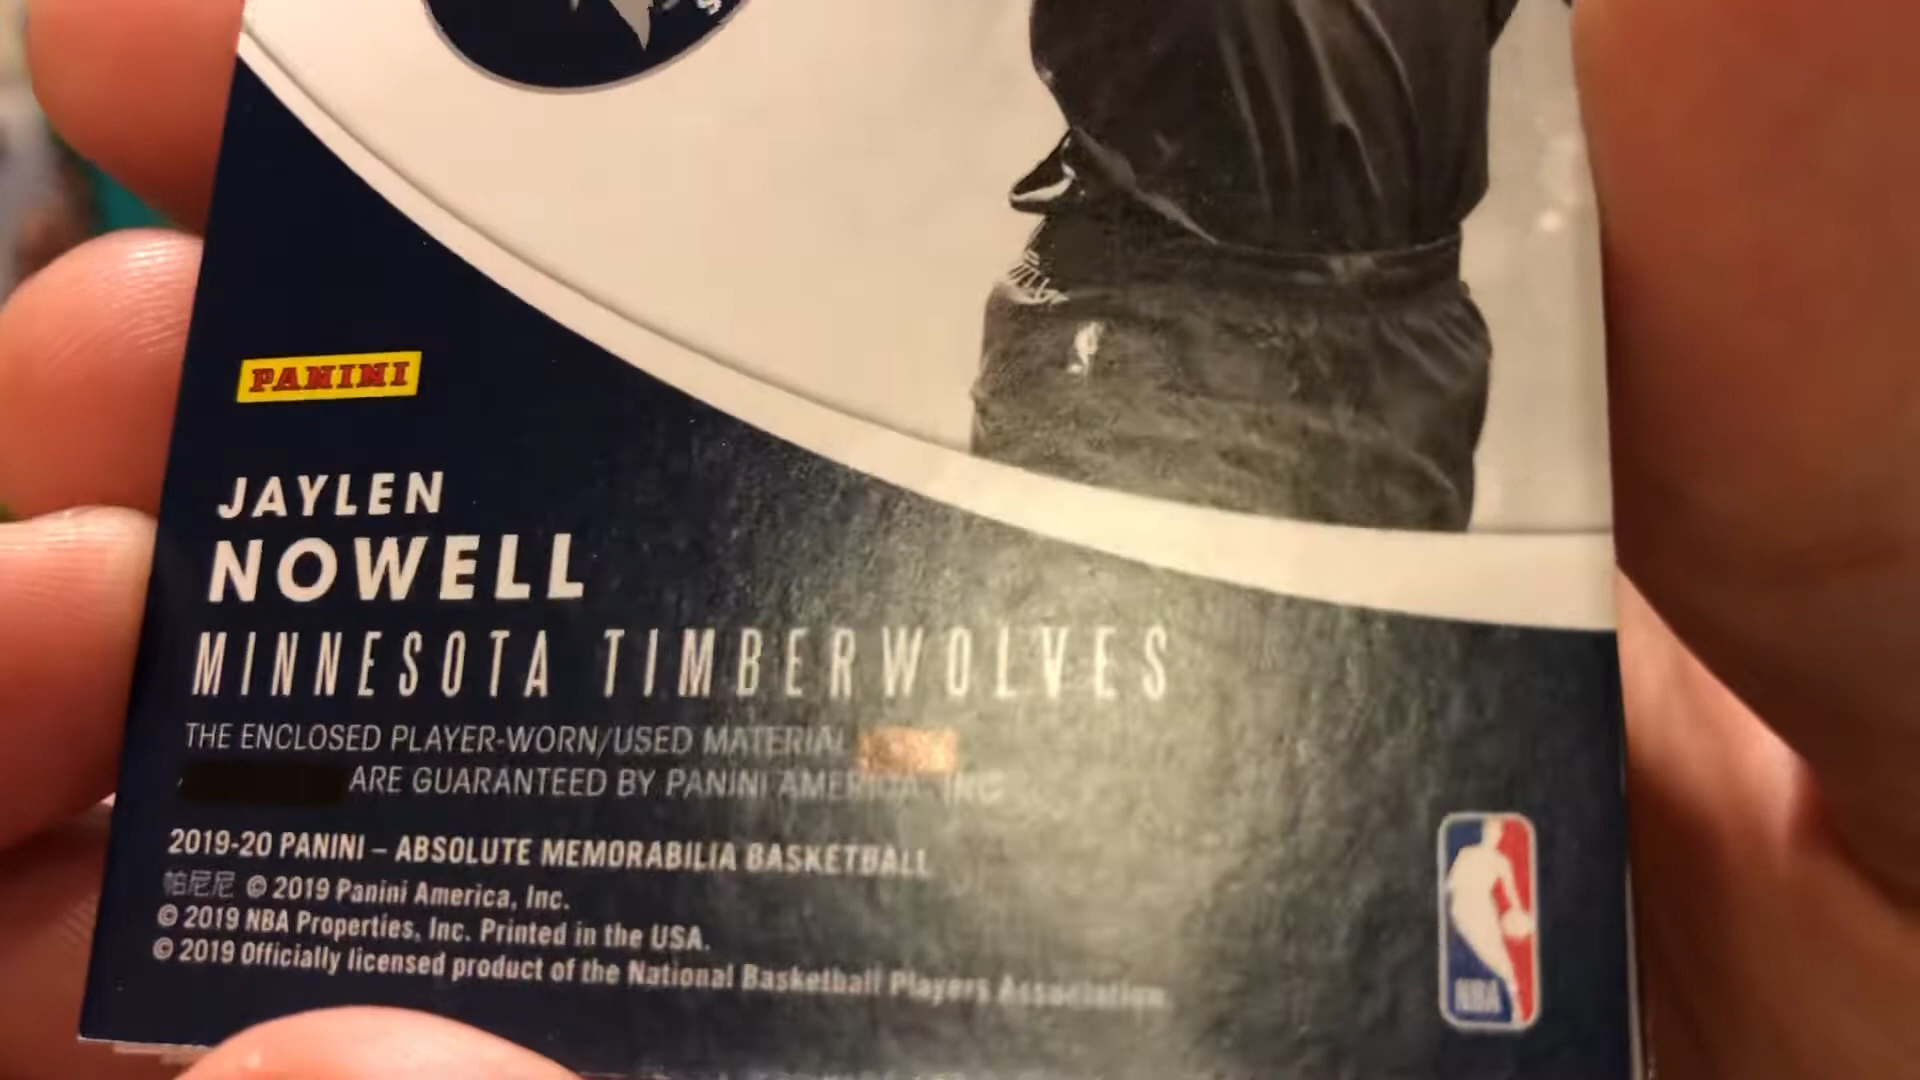 PANINI
JAYLEN
NOWELL
MINNESOTA TIMBERWOLVES
THE ENCLOSED PLAYER-WORN/USED MATERIAL
ARE GUARANTEED BY PANINI AMERICA, INC
2019-20 PANINI – ABSOLUTE MEMORABILIA BASKETBALL
帕尼尼 © 2019 Panini America, Inc.
© 2019 NBA Properties, Inc. Printed in the USA.
© 2019 Officially licensed product of the National Basketball Players Association.
NBA